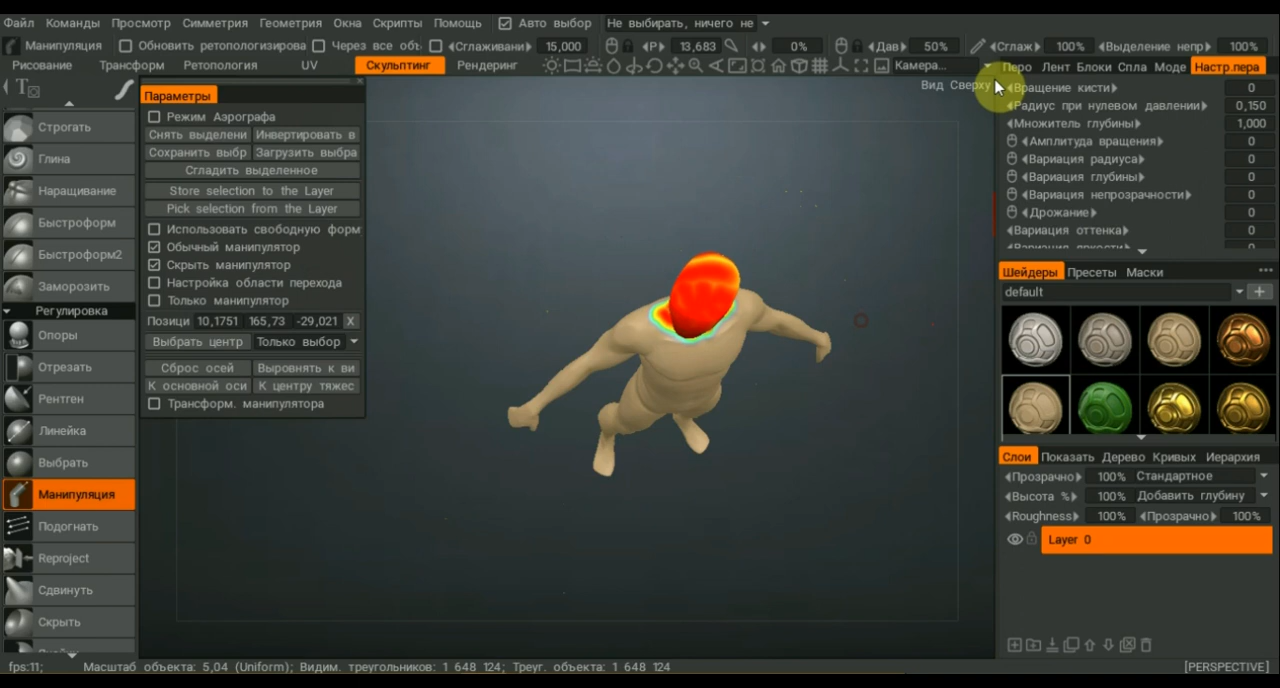 Файл Команды Просмотр Симметрия Геометрия Окна Скрипты Помощь Авто выбор Не выбирать, ничего не
Манипуляция Обновить ретопологизирова Через все объ ◀Сглаживани▶ 15,000 ◀Р▶ 13,683 0% ◀Дав▶ 50% ◀Сглаж▶ 100% ◀Выделение непр▶ 100%
Рисование Трансформ Ретопология UV Скульптинг Рендеринг Камера...
Перо Лент Блоки Спла Моде Настр.пера
Вид Сверху
Строгать
Глина
Наращивание
Быстроформ
Быстроформ2
Заморозить
Регулировка
Опоры
Отрезать
Рентген
Линейка
Выбрать
Манипуляция
Подогнать
Reproject
Сдвинуть
Скрыть
Параметры
Режим Аэрографа
Снять выделени Инвертировать в
Сохранить выбр Загрузить выбра
Сгладить выделенное
Store selection to the Layer
Pick selection from the Layer
Использовать свободную форм
Обычный манипулятор
Скрыть манипулятор
Настройка области перехода
Только манипулятор
Позици 10,1751 165,73 -29,021 X
Выбрать центр Только выбор
Сброс осей Выровнять к ви
К основной оси К центру тяжес
Трансформ. манипулятора
◀Вращение кисти▶ 0
◀Радиус при нулевом давлении▶ 0,150
◀Множитель глубины▶ 1,000
◀Амплитуда вращения▶ 0
◀Вариация радиуса▶ 0
◀Вариация глубины▶ 0
◀Вариация непрозрачности▶ 0
◀Дрожание▶ 0
◀Вариация оттенка▶ 0
◀Вариация яркости▶ 0
Шейдеры Пресеты Маски
default
Слои Показать Дерево Кривых Иерархия
◀Прозрачно▶ 100% Стандартное
◀Высота %▶ 100% Добавить глубину
◀Roughness▶ 100% ◀Прозрачно▶ 100%
Layer 0
fps:11; Масштаб объекта: 5,04 (Uniform); Видим. треугольников: 1 648 124; Треуг. объекта: 1 648 124 [PERSPECTIVE]